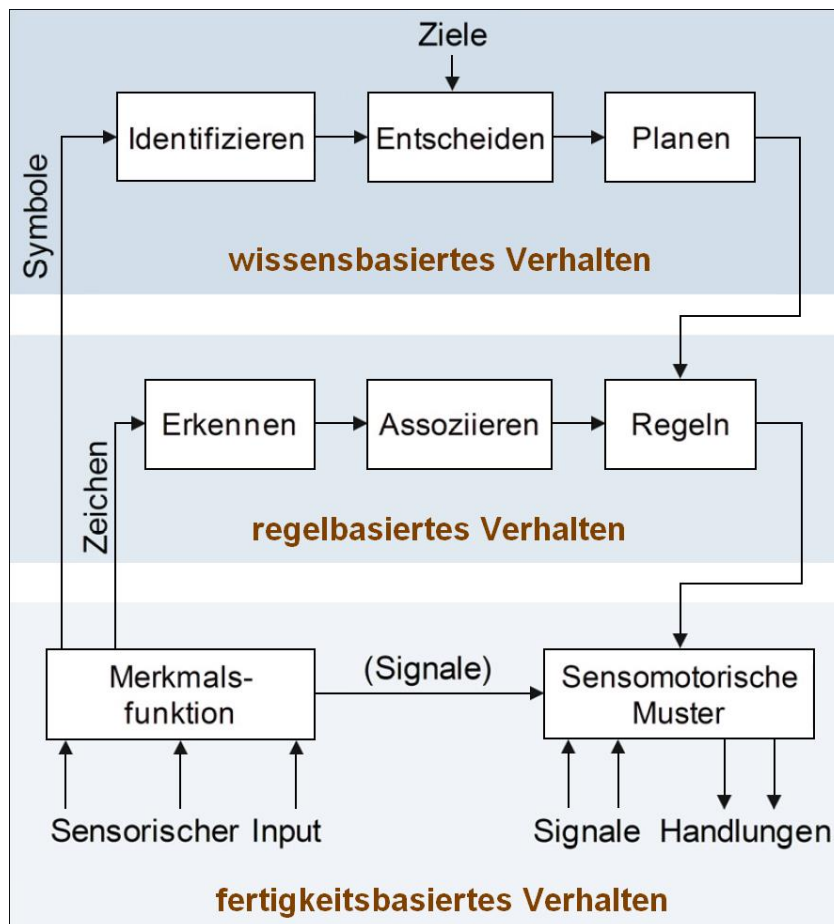 Ziele
Identifizieren
Entscheiden
Planen
Symbole
wissensbasiertes Verhalten
Erkennen
Assoziieren
Regeln
Zeichen
regelbasiertes Verhalten
Merkmals-
funktion
(Signale)
Sensomotorische
Muster
Sensorischer Input
Signale
Handlungen
fertigkeitsbasiertes Verhalten